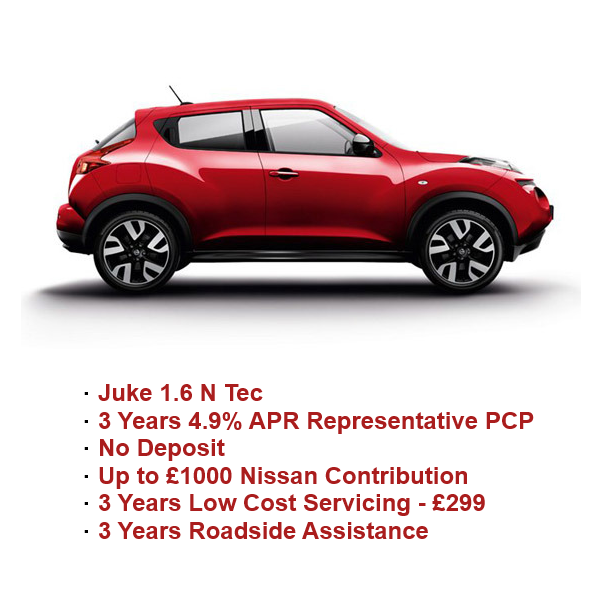 · Juke 1.6 N Tec
· 3 Years 4.9% APR Representative PCP
· No Deposit
· Up to £1000 Nissan Contribution
· 3 Years Low Cost Servicing - £299
· 3 Years Roadside Assistance